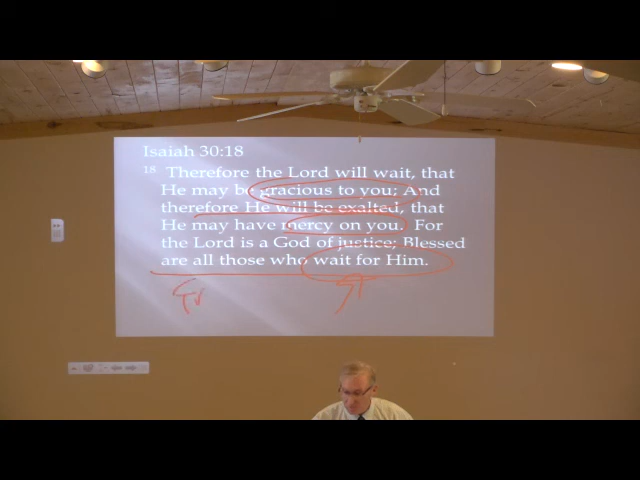 Isaiah 30:18
18 Therefore the Lord will wait, that
He may be gracious to you; And
therefore He will be exalted, that
He may have mercy on you. For
the Lord is a God of justice; Blessed
are all those who wait for Him.